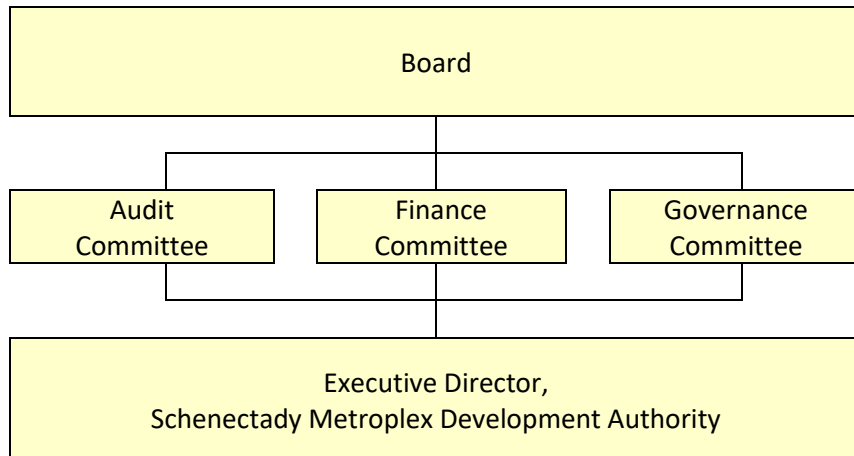 Board
Audit
Committee
Finance
Committee
Governance
Committee
Executive Director,
Schenectady Metroplex Development Authority